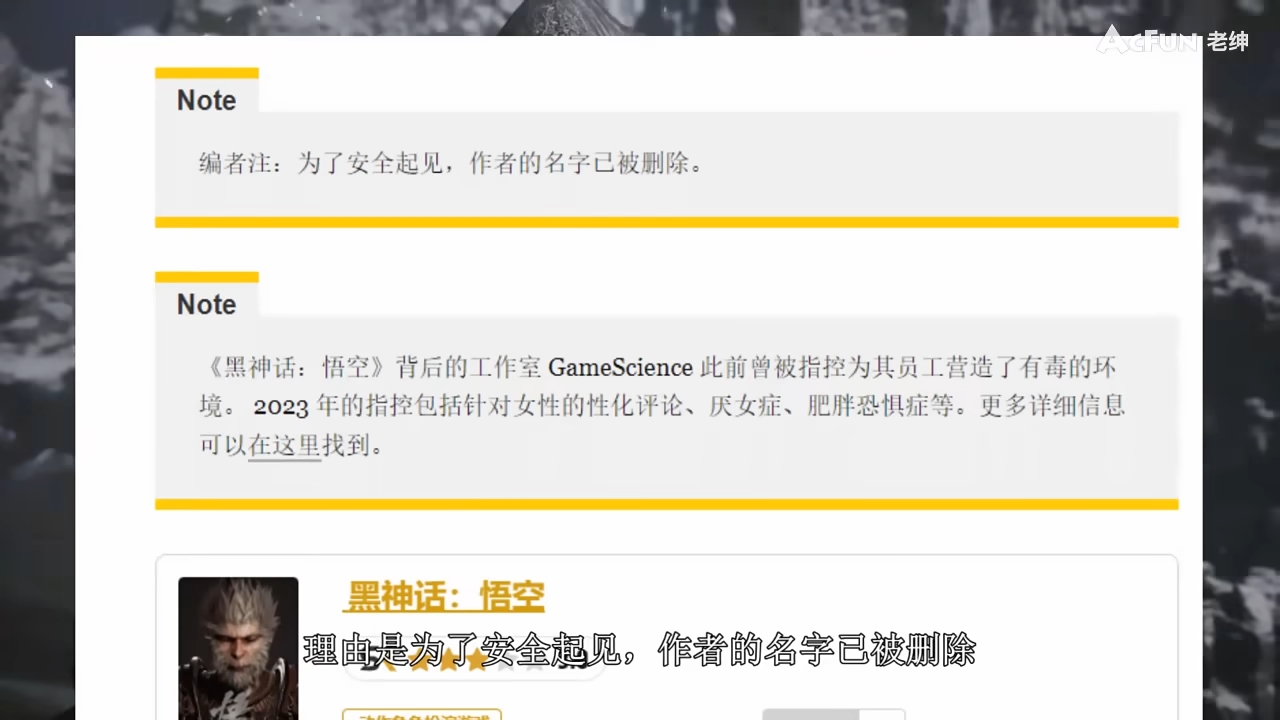 AcFUN 老绅
Note
编者注：为了安全起见，作者的名字已被删除。
Note
《黑神话：悟空》背后的工作室 GameScience 此前曾被指控为其员工营造了有毒的环
境。 2023 年的指控包括针对女性的性化评论、厌女症、肥胖恐惧症等。更多详细信息
可以在这里找到。
黑神话：悟空
理由是为了安全起见，作者的名字已被删除